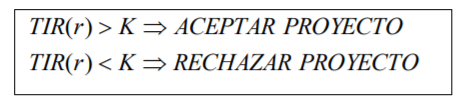 TIR(r) > K ⇒ ACEPTAR PROYECTO
TIR(r) < K ⇒ RECHAZAR PROYECTO